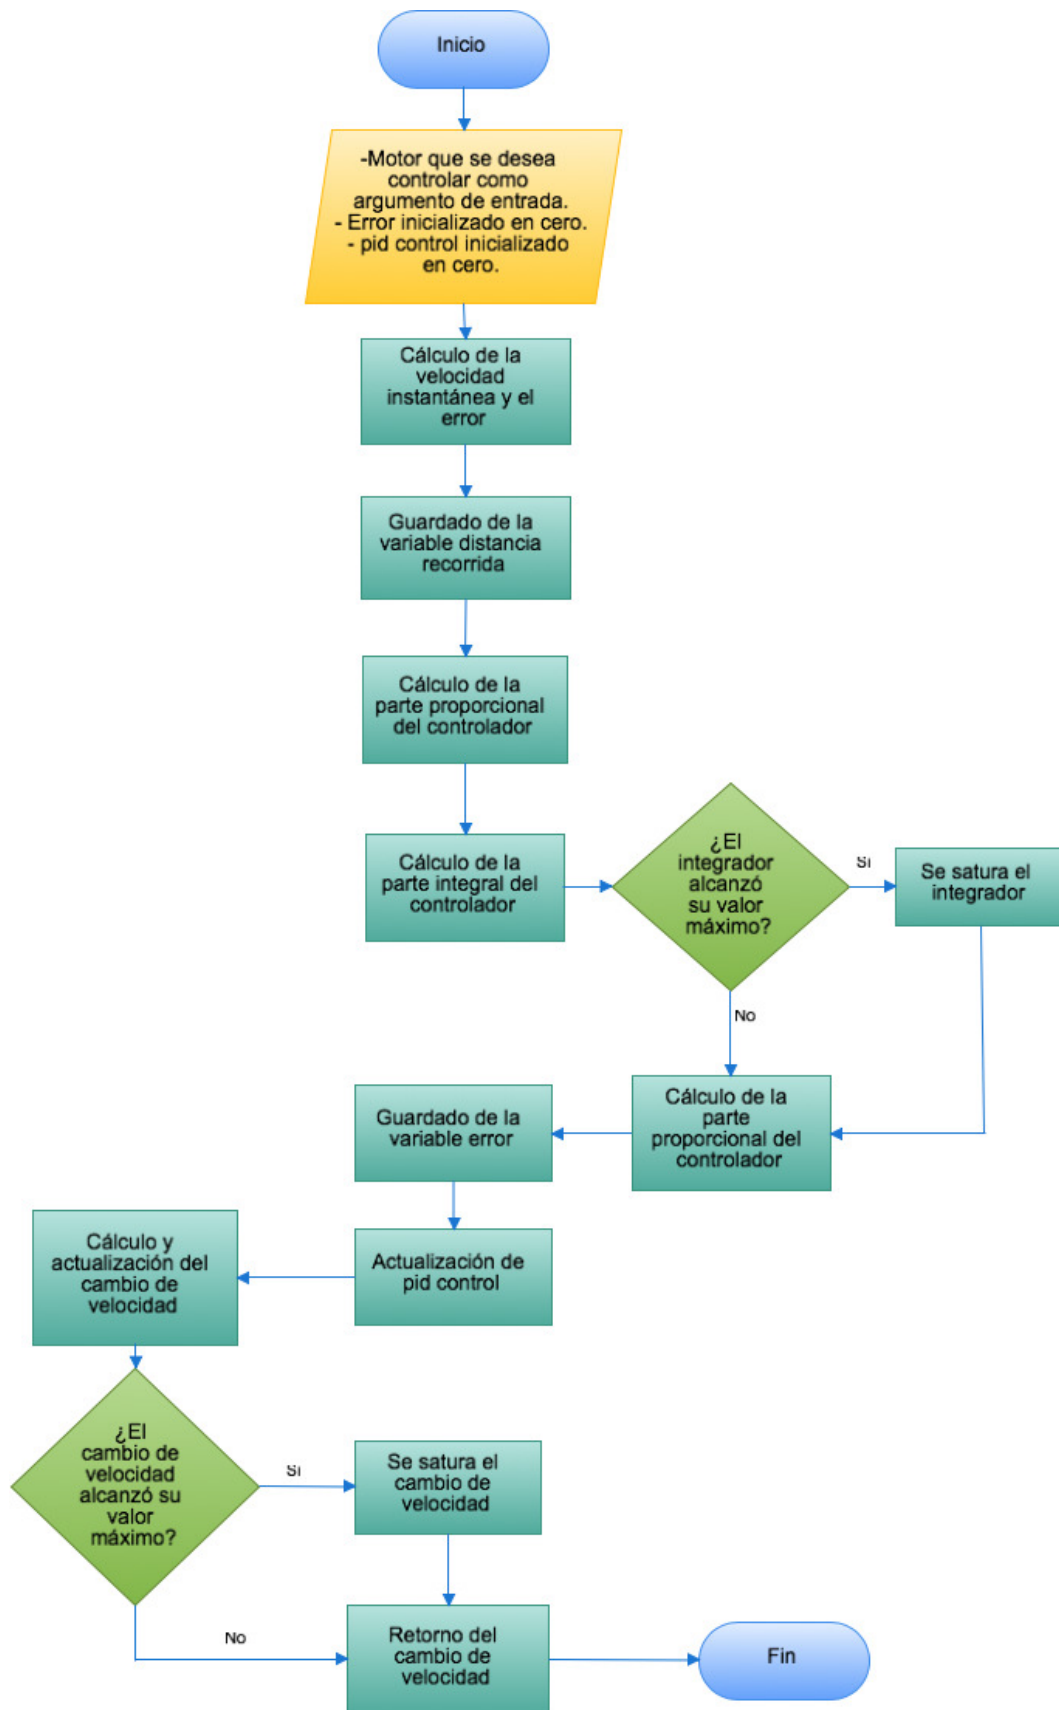 Inicio
-Motor que se desea
controlar como
argumento de entrada.
- Error inicializado en cero.
- pid control inicializado
en cero.
Cálculo de la
velocidad
instantánea y el
error
Guardado de la
variable distancia
recorrida
Cálculo de la
parte proporcional
del controlador
Cálculo de la
parte integral del
controlador
¿El
integrador
alcanzó
su valor
máximo?
Si
Se satura el
integrador
No
Cálculo de la
parte
proporcional del
controlador
Guardado de la
variable error
Actualización de
pid control
Cálculo y
actualización del
cambio de
velocidad
¿El
cambio de
velocidad
alcanzó su
valor
máximo?
Si
Se satura el
cambio de
velocidad
No
Retorno del
cambio de
velocidad
Fin